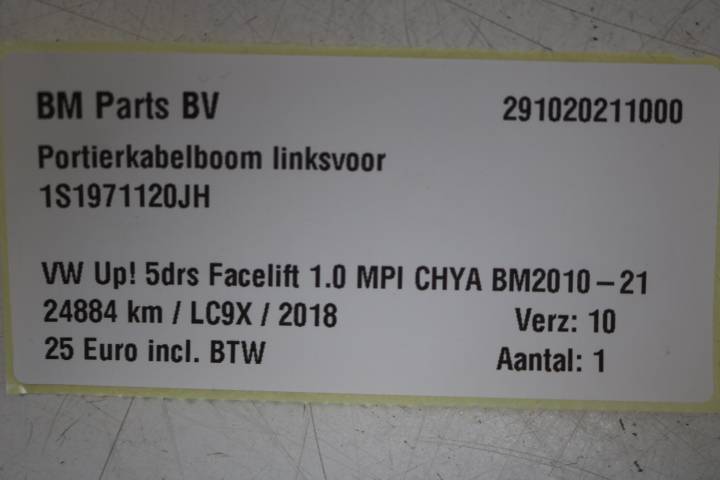 BM Parts BV 291020211000
Portierkabelboom linksvoor
1S1971120JH
VW Up! 5drs Facelift 1.0 MPI CHYA BM2010-21
24884 km / LC9X / 2018 Verz: 10
25 Euro incl. BTW Aantal: 1